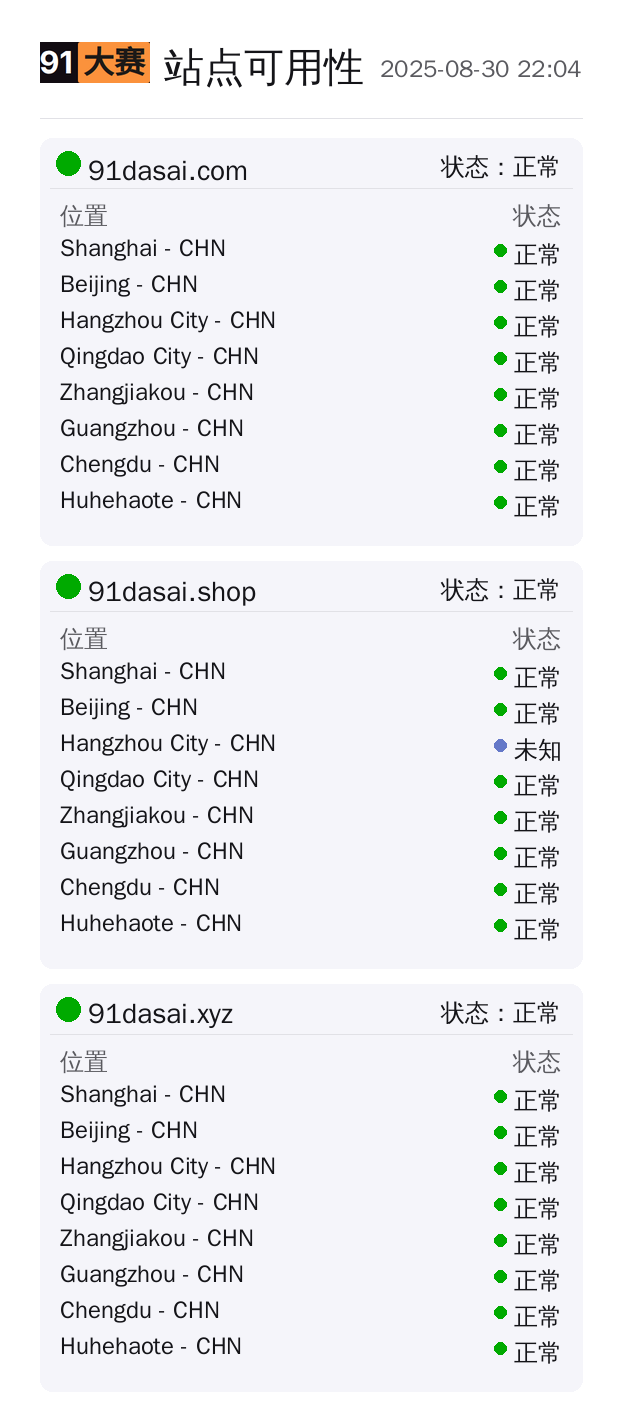 91 大赛 站点可用性 2025-08-30 22:04
91dasai.com 状态：正常
位置 状态
Shanghai - CHN 正常
Beijing - CHN 正常
Hangzhou City - CHN 正常
Qingdao City - CHN 正常
Zhangjiakou - CHN 正常
Guangzhou - CHN 正常
Chengdu - CHN 正常
Huhehaote - CHN 正常
91dasai.shop 状态：正常
位置 状态
Shanghai - CHN 正常
Beijing - CHN 正常
Hangzhou City - CHN 未知
Qingdao City - CHN 正常
Zhangjiakou - CHN 正常
Guangzhou - CHN 正常
Chengdu - CHN 正常
Huhehaote - CHN 正常
91dasai.xyz 状态：正常
位置 状态
Shanghai - CHN 正常
Beijing - CHN 正常
Hangzhou City - CHN 正常
Qingdao City - CHN 正常
Zhangjiakou - CHN 正常
Guangzhou - CHN 正常
Chengdu - CHN 正常
Huhehaote - CHN 正常